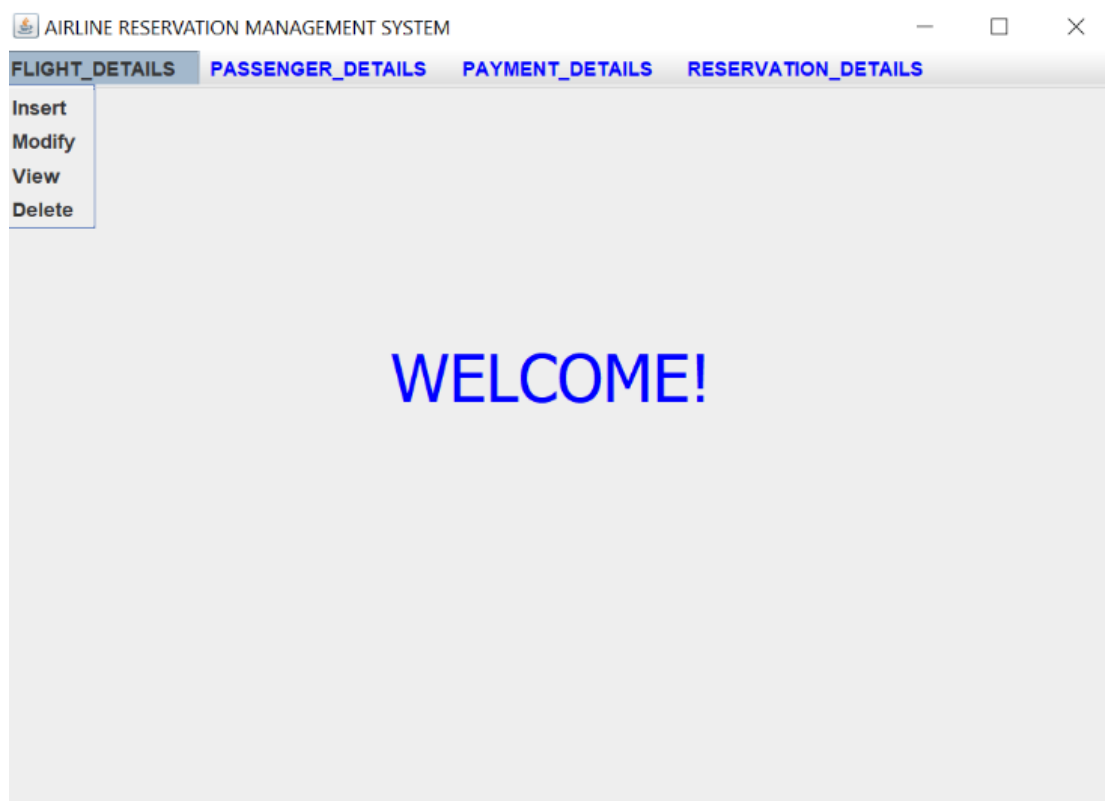 AIRLINE RESERVATION MANAGEMENT SYSTEM
FLIGHT_DETAILS PASSENGER_DETAILS PAYMENT_DETAILS RESERVATION_DETAILS
Insert
Modify
View
Delete
WELCOME!